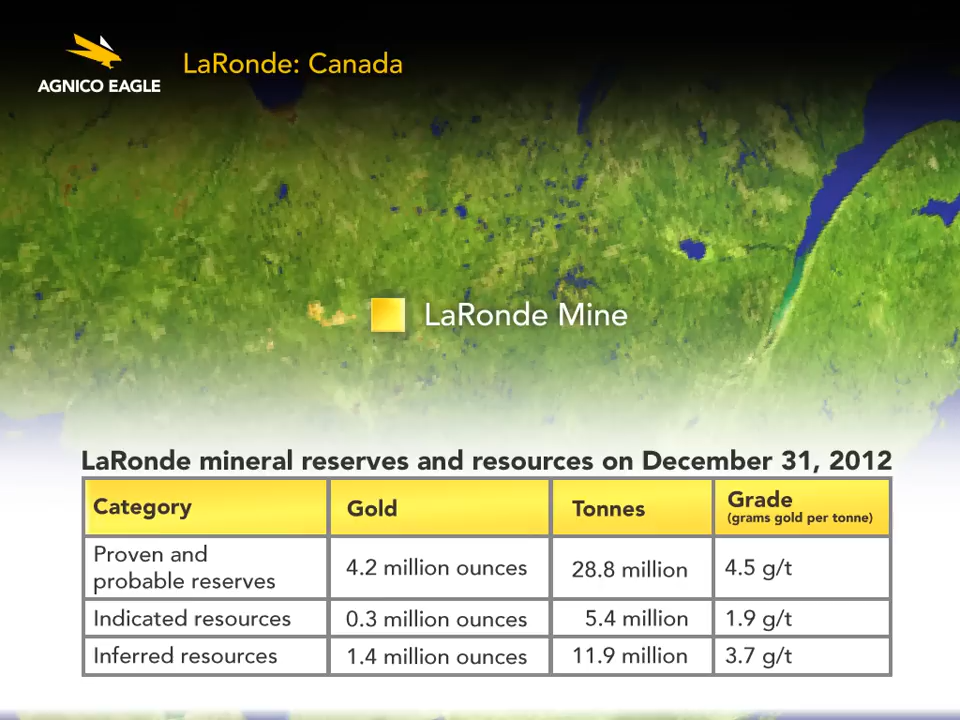 AGNICO EAGLE
LaRonde: Canada
LaRonde Mine
LaRonde mineral reserves and resources on December 31, 2012
Category Gold Tonnes Grade
(grams gold per tonne)
Proven and
probable reserves 4.2 million ounces 28.8 million 4.5 g/t
Indicated resources 0.3 million ounces 5.4 million 1.9 g/t
Inferred resources 1.4 million ounces 11.9 million 3.7 g/t